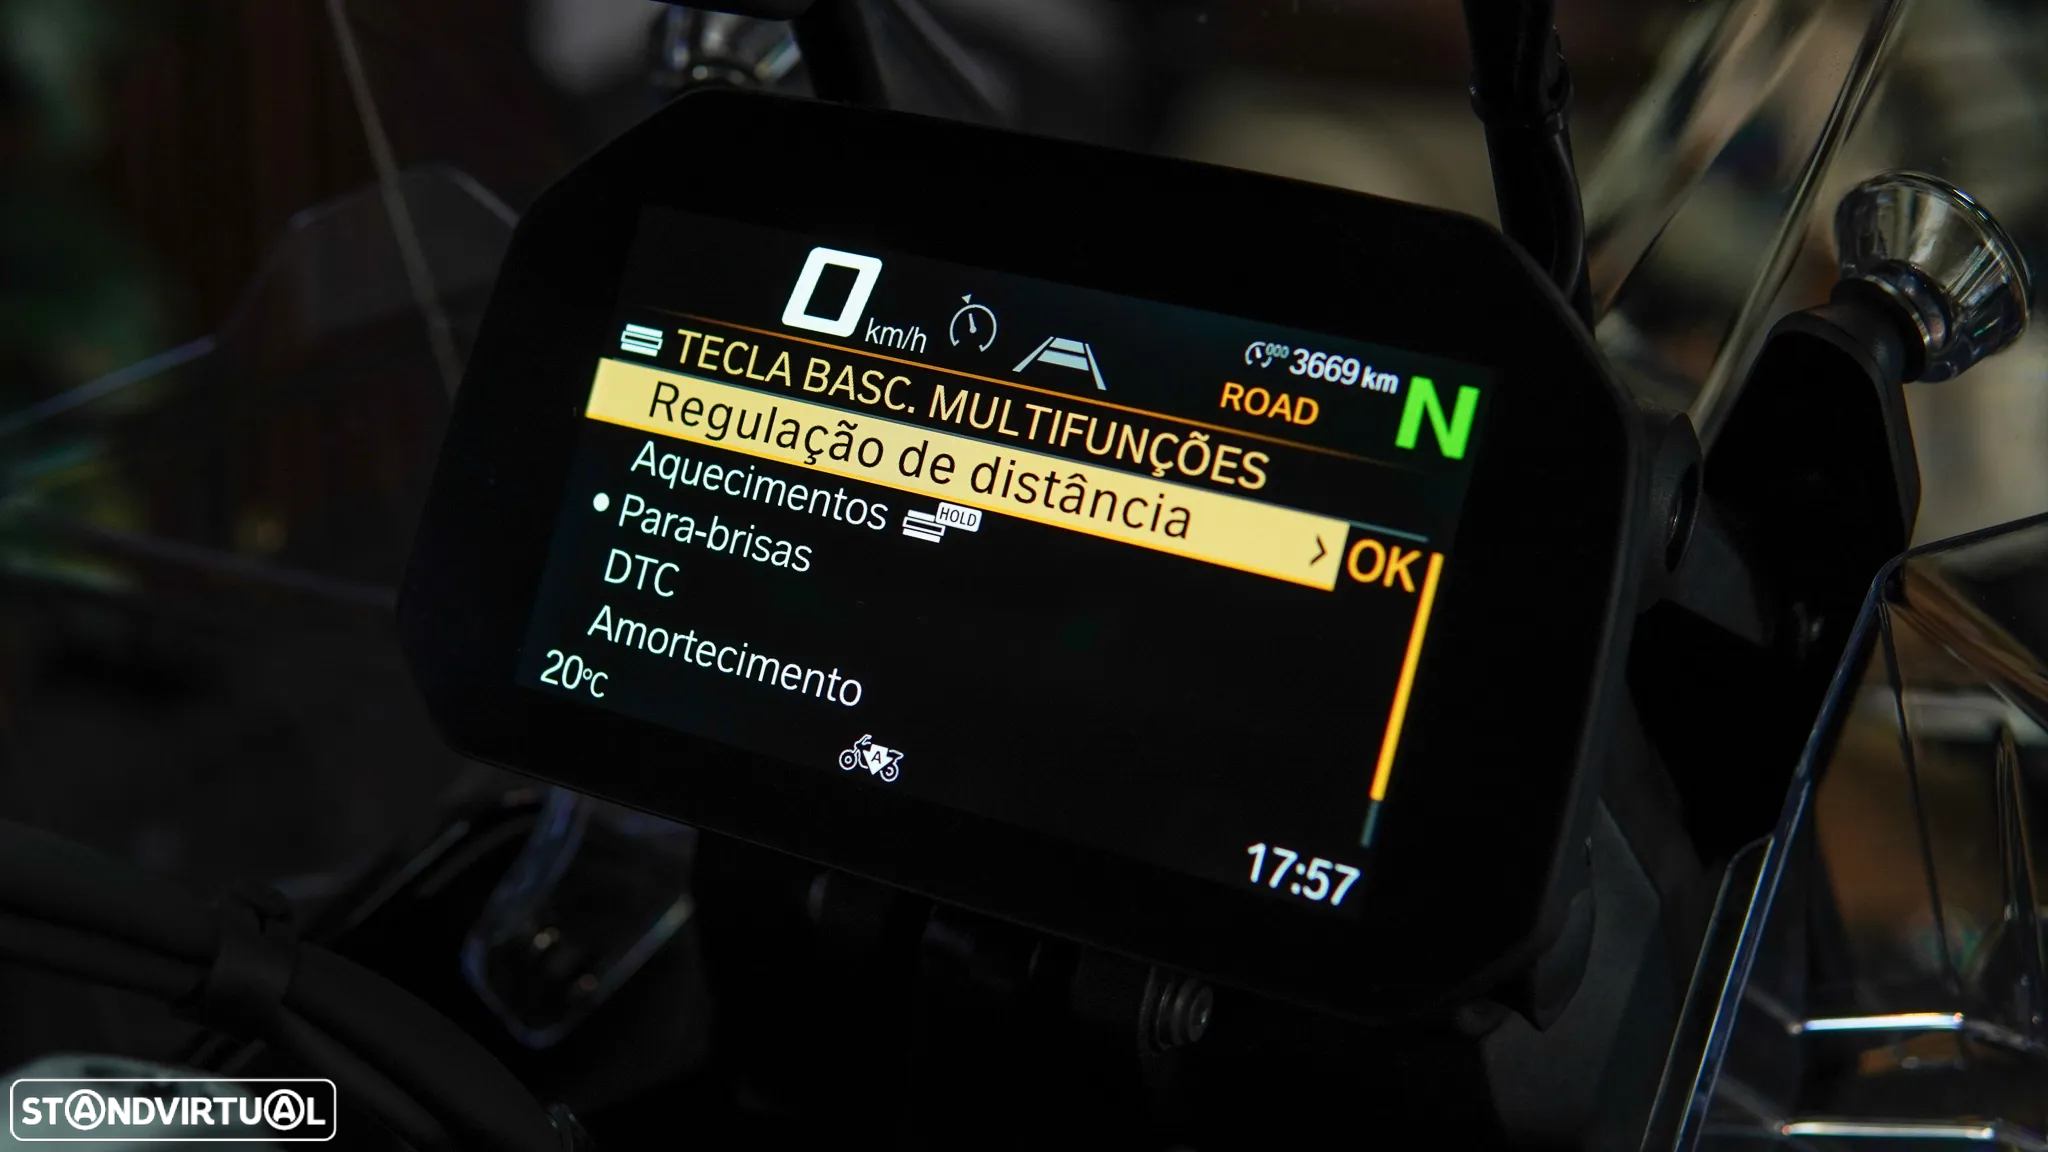 0 km/h
000 3669 km
ROAD
N
TECLA BASC. MULTIFUNÇÕES
Regulação de distância > OK
Aquecimentos HOLD
Para-brisas
DTC
Amortecimento
20°C
A
17:57
STANDVIRTUAL